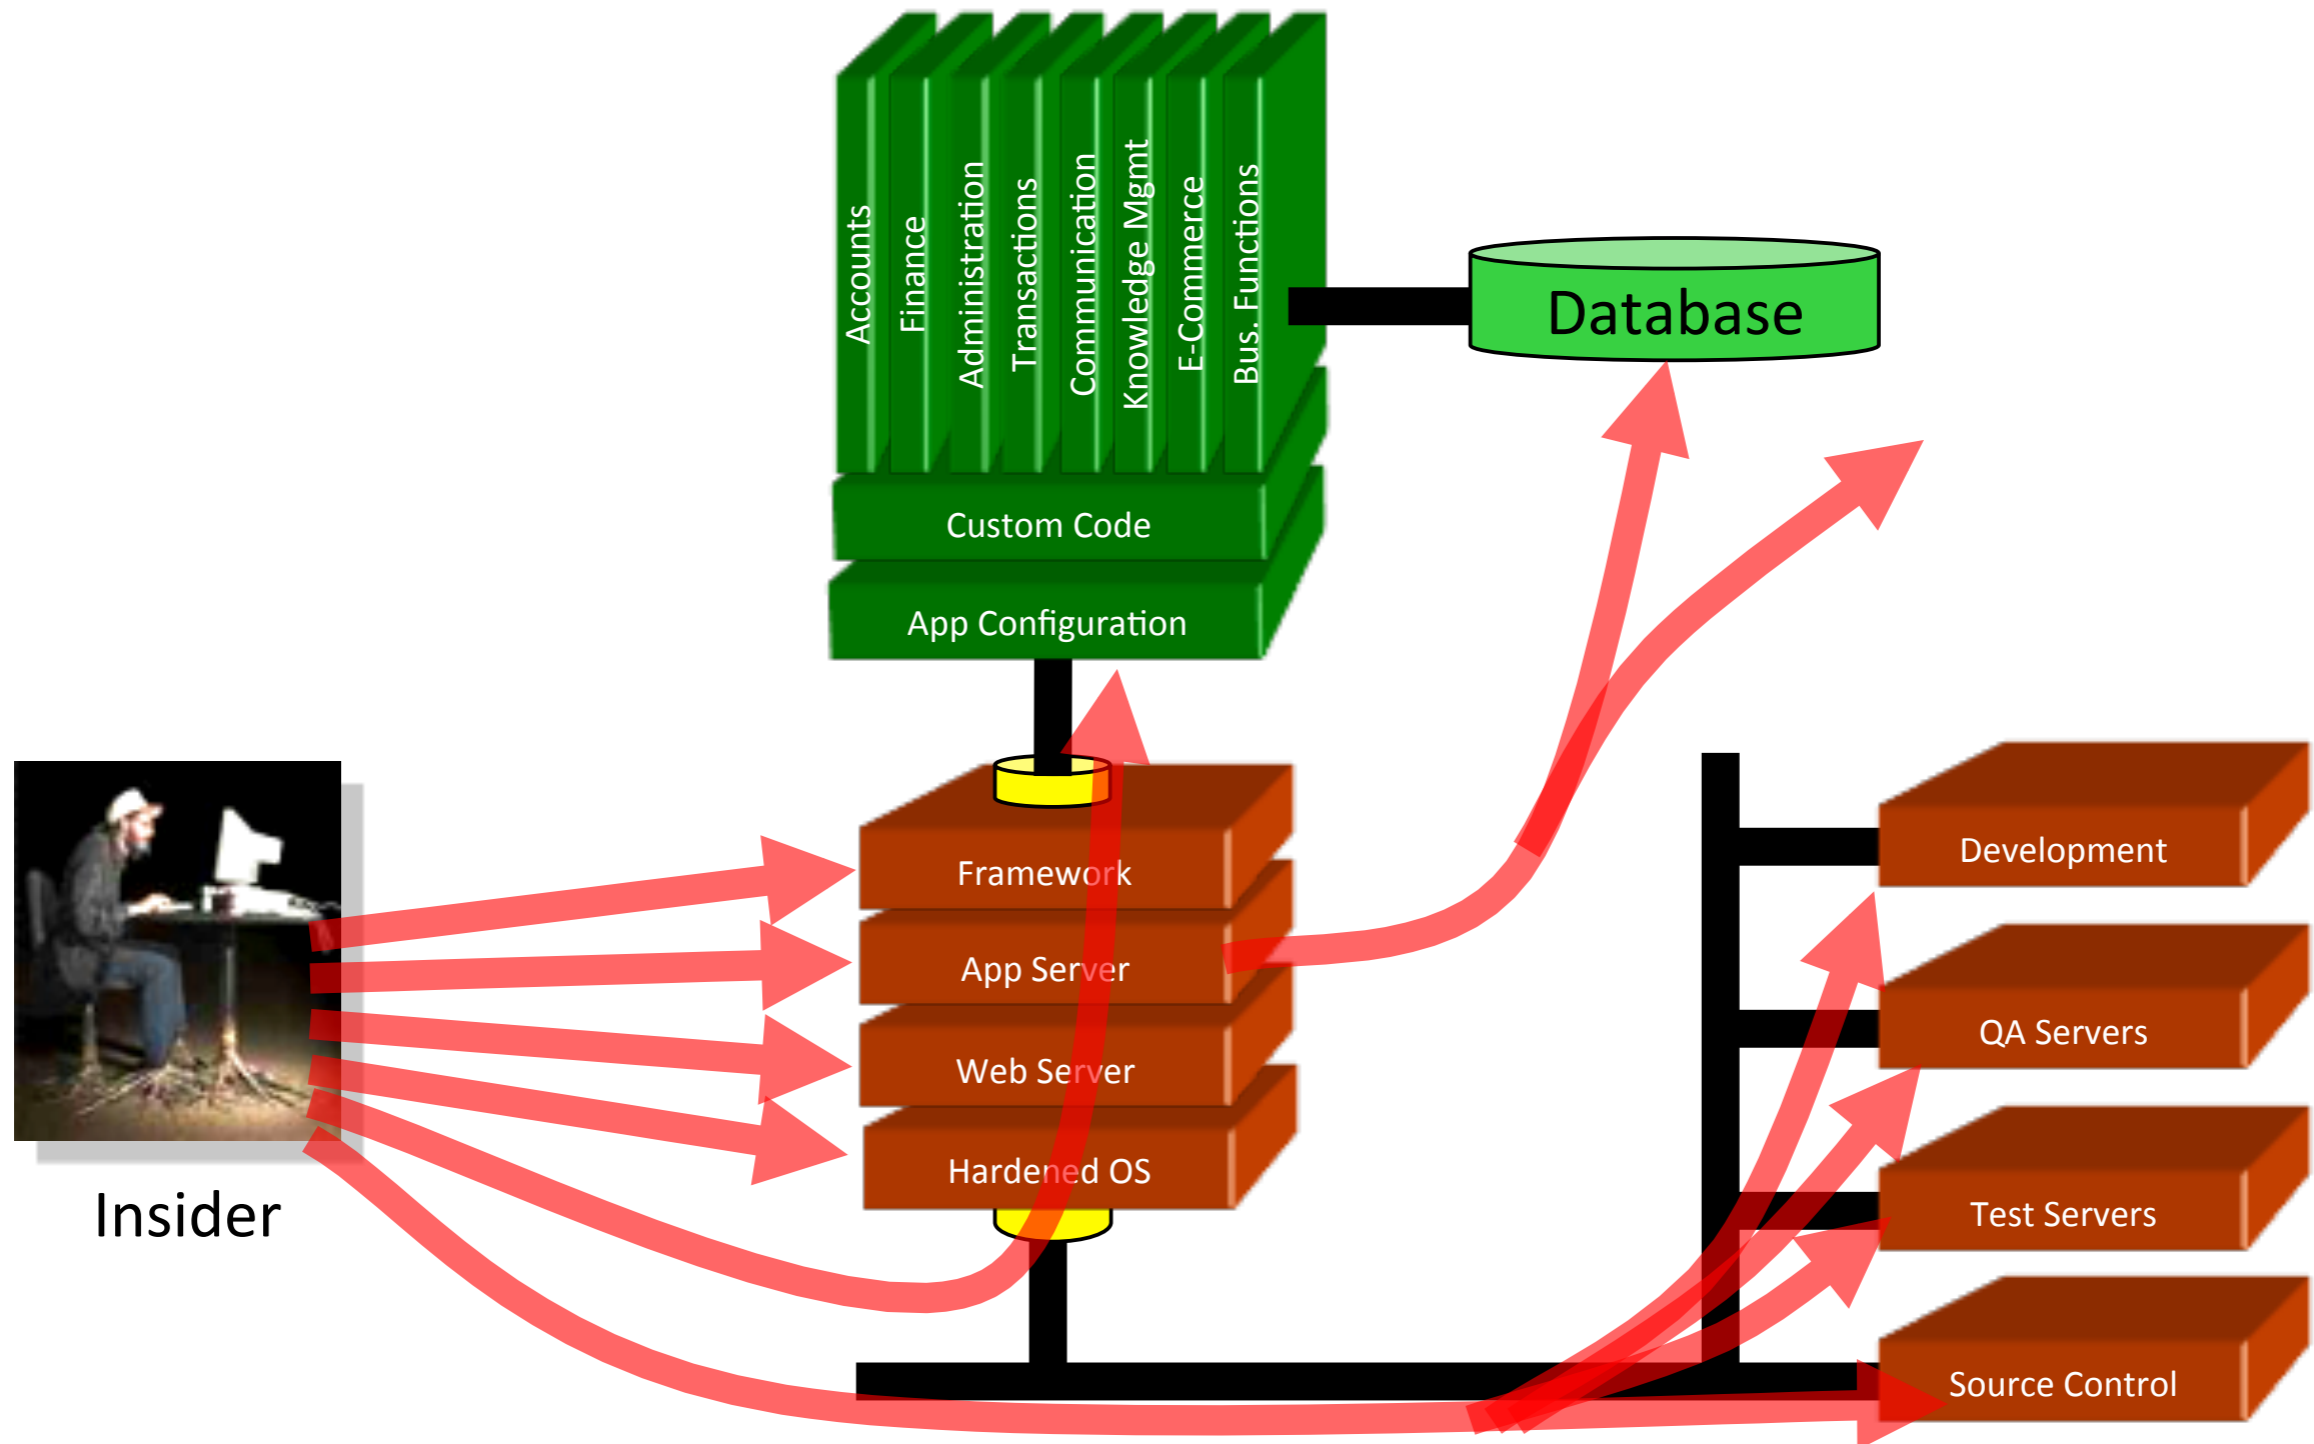 Accounts
Finance
Administration
Transactions
Communication
Knowledge Mgmt
E-Commerce
Bus. Functions
Database
Custom Code
App Configuration
Framework
App Server
Web Server
Hardened OS
Insider
Development
QA Servers
Test Servers
Source Control